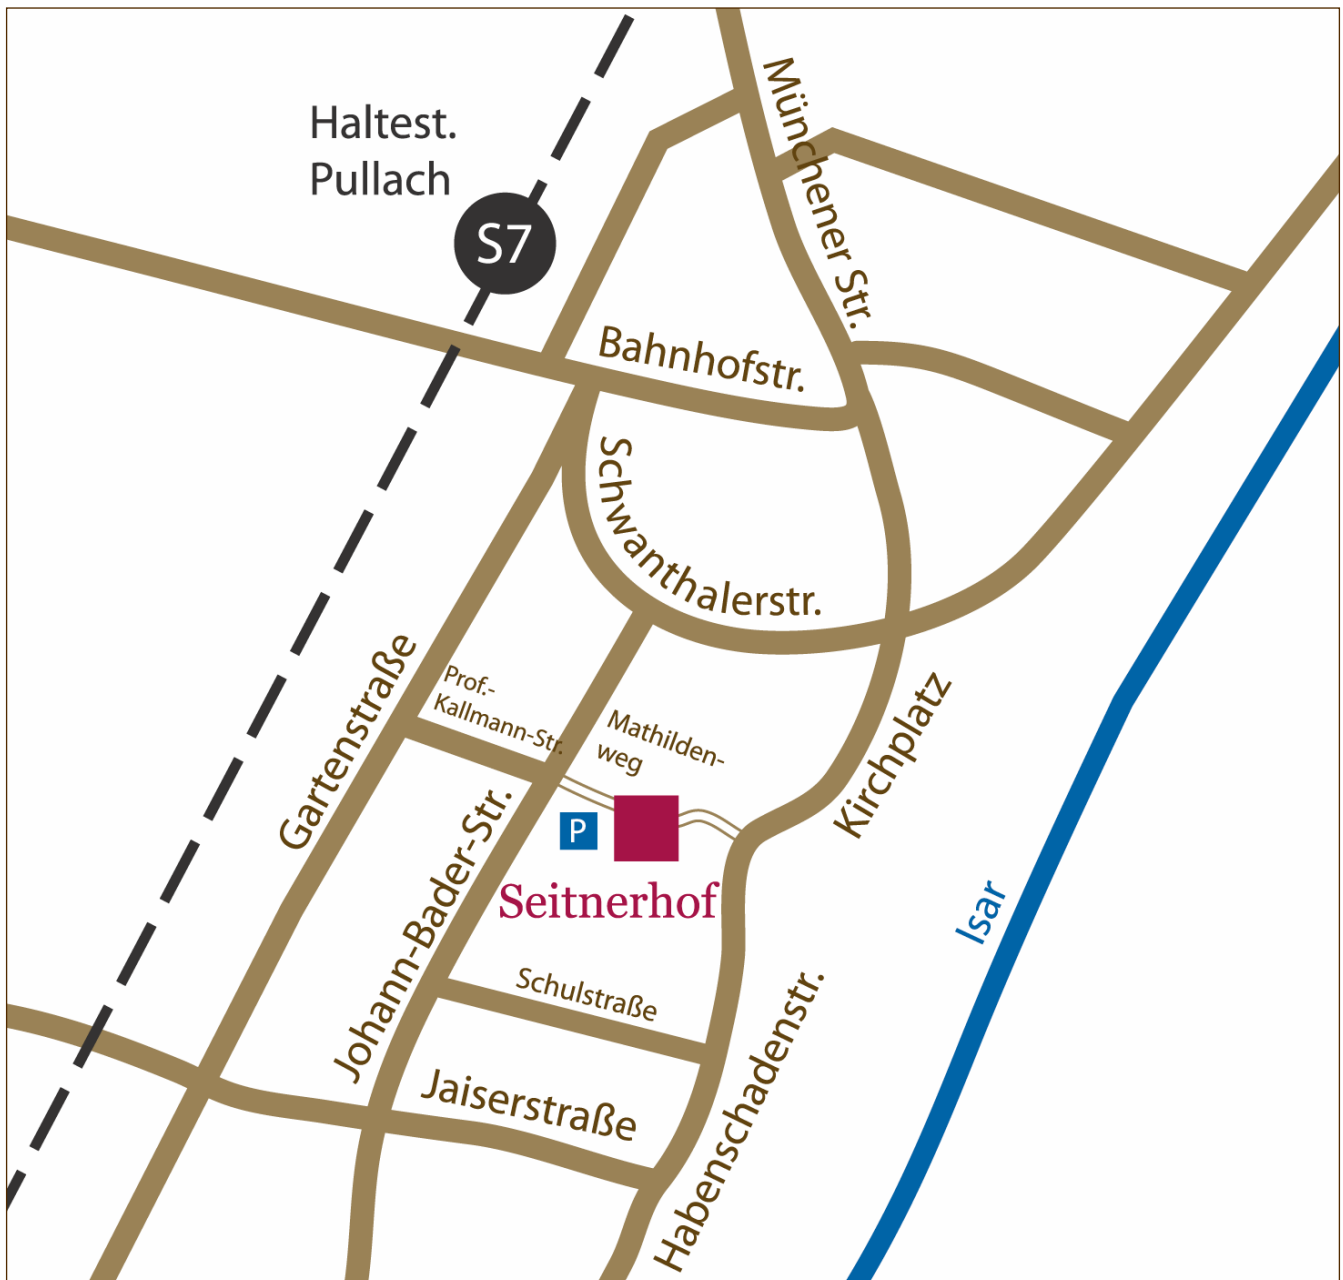 Haltest.
Pullach
S7
Münchener Str.
Bahnhofstr.
Schwanthalerstr.
Gartenstraße
Prof.-
Kallmann-Str.
Mathilden-
weg
Kirchplatz
P
Seitnerhof
Johann-Bader-Str.
Isar
Schulstraße
Habenschadenstr.
Jaiserstraße